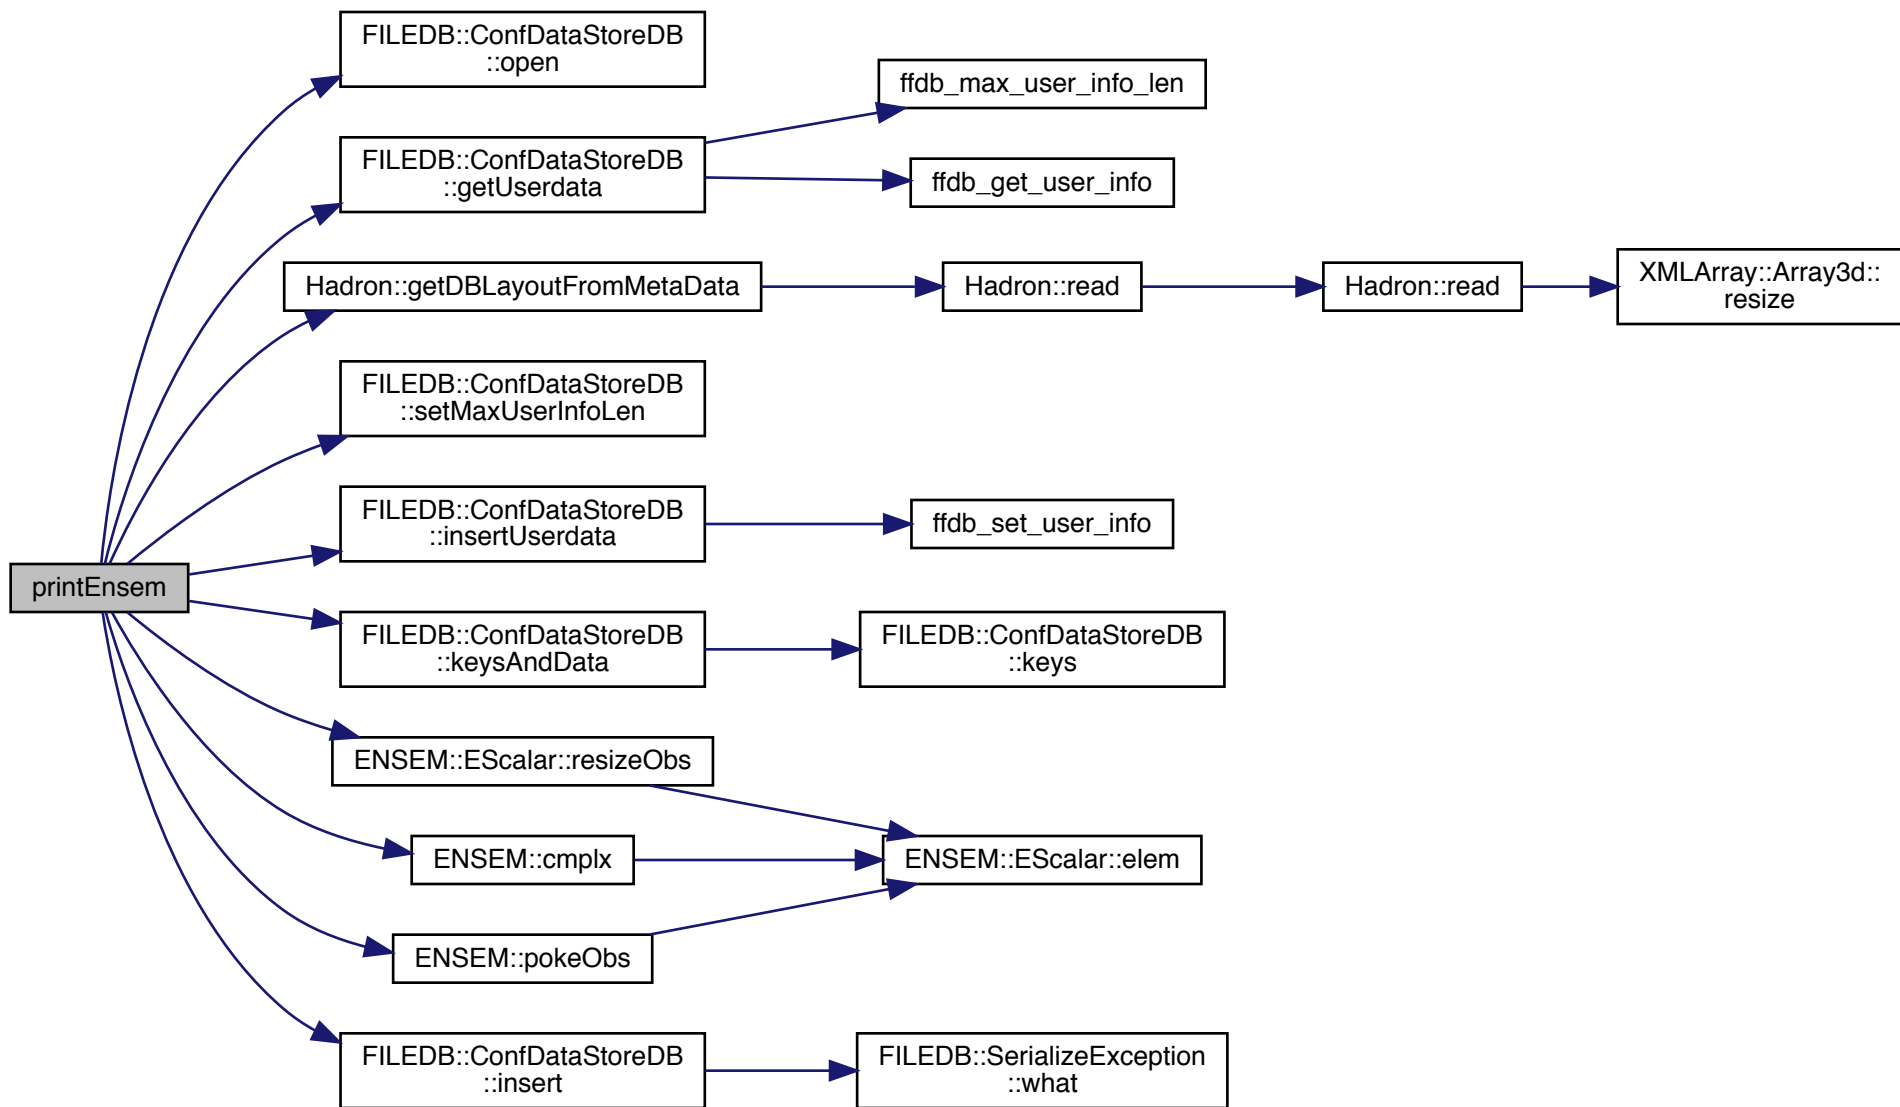 FILEDB::ConfDataStoreDB
::open
ffdb_max_user_info_len
FILEDB::ConfDataStoreDB
::getUserdata
ffdb_get_user_info
Hadron::getDBLayoutFromMetaData
Hadron::read
Hadron::read
XMLArray::Array3d::
resize
FILEDB::ConfDataStoreDB
::setMaxUserInfoLen
FILEDB::ConfDataStoreDB
::insertUserdata
ffdb_set_user_info
printEnsem
FILEDB::ConfDataStoreDB
::keysAndData
FILEDB::ConfDataStoreDB
::keys
ENSEM::EScalar::resizeObs
ENSEM::cmplx
ENSEM::EScalar::elem
ENSEM::pokeObs
FILEDB::ConfDataStoreDB
::insert
FILEDB::SerializeException
::what